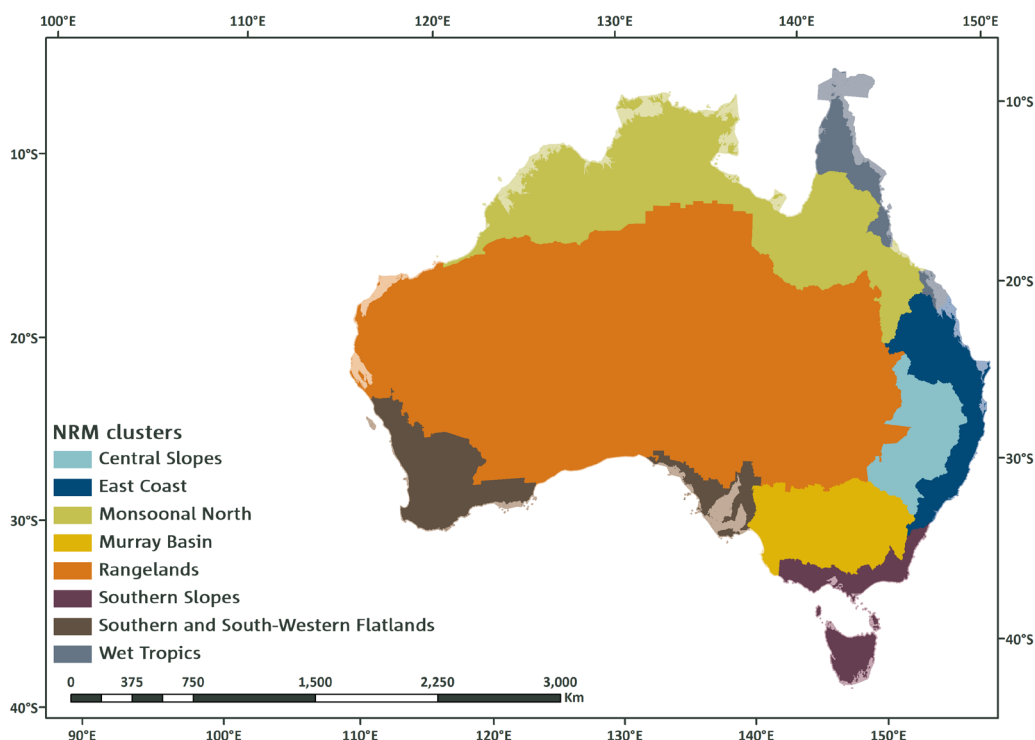 100°E 110°E 120°E 130°E 140°E 150°E
10°S
10°S
20°S
20°S
NRM clusters
Central Slopes
30°S
East Coast
Monsoonal North
30°S
Murray Basin
Rangelands
Southern Slopes
Southern and South-Western Flatlands
40°S
Wet Tropics
0 375 750 1,500 2,250 3,000
Km
40°S
90°E 100°E 110°E 120°E 130°E 140°E 150°E